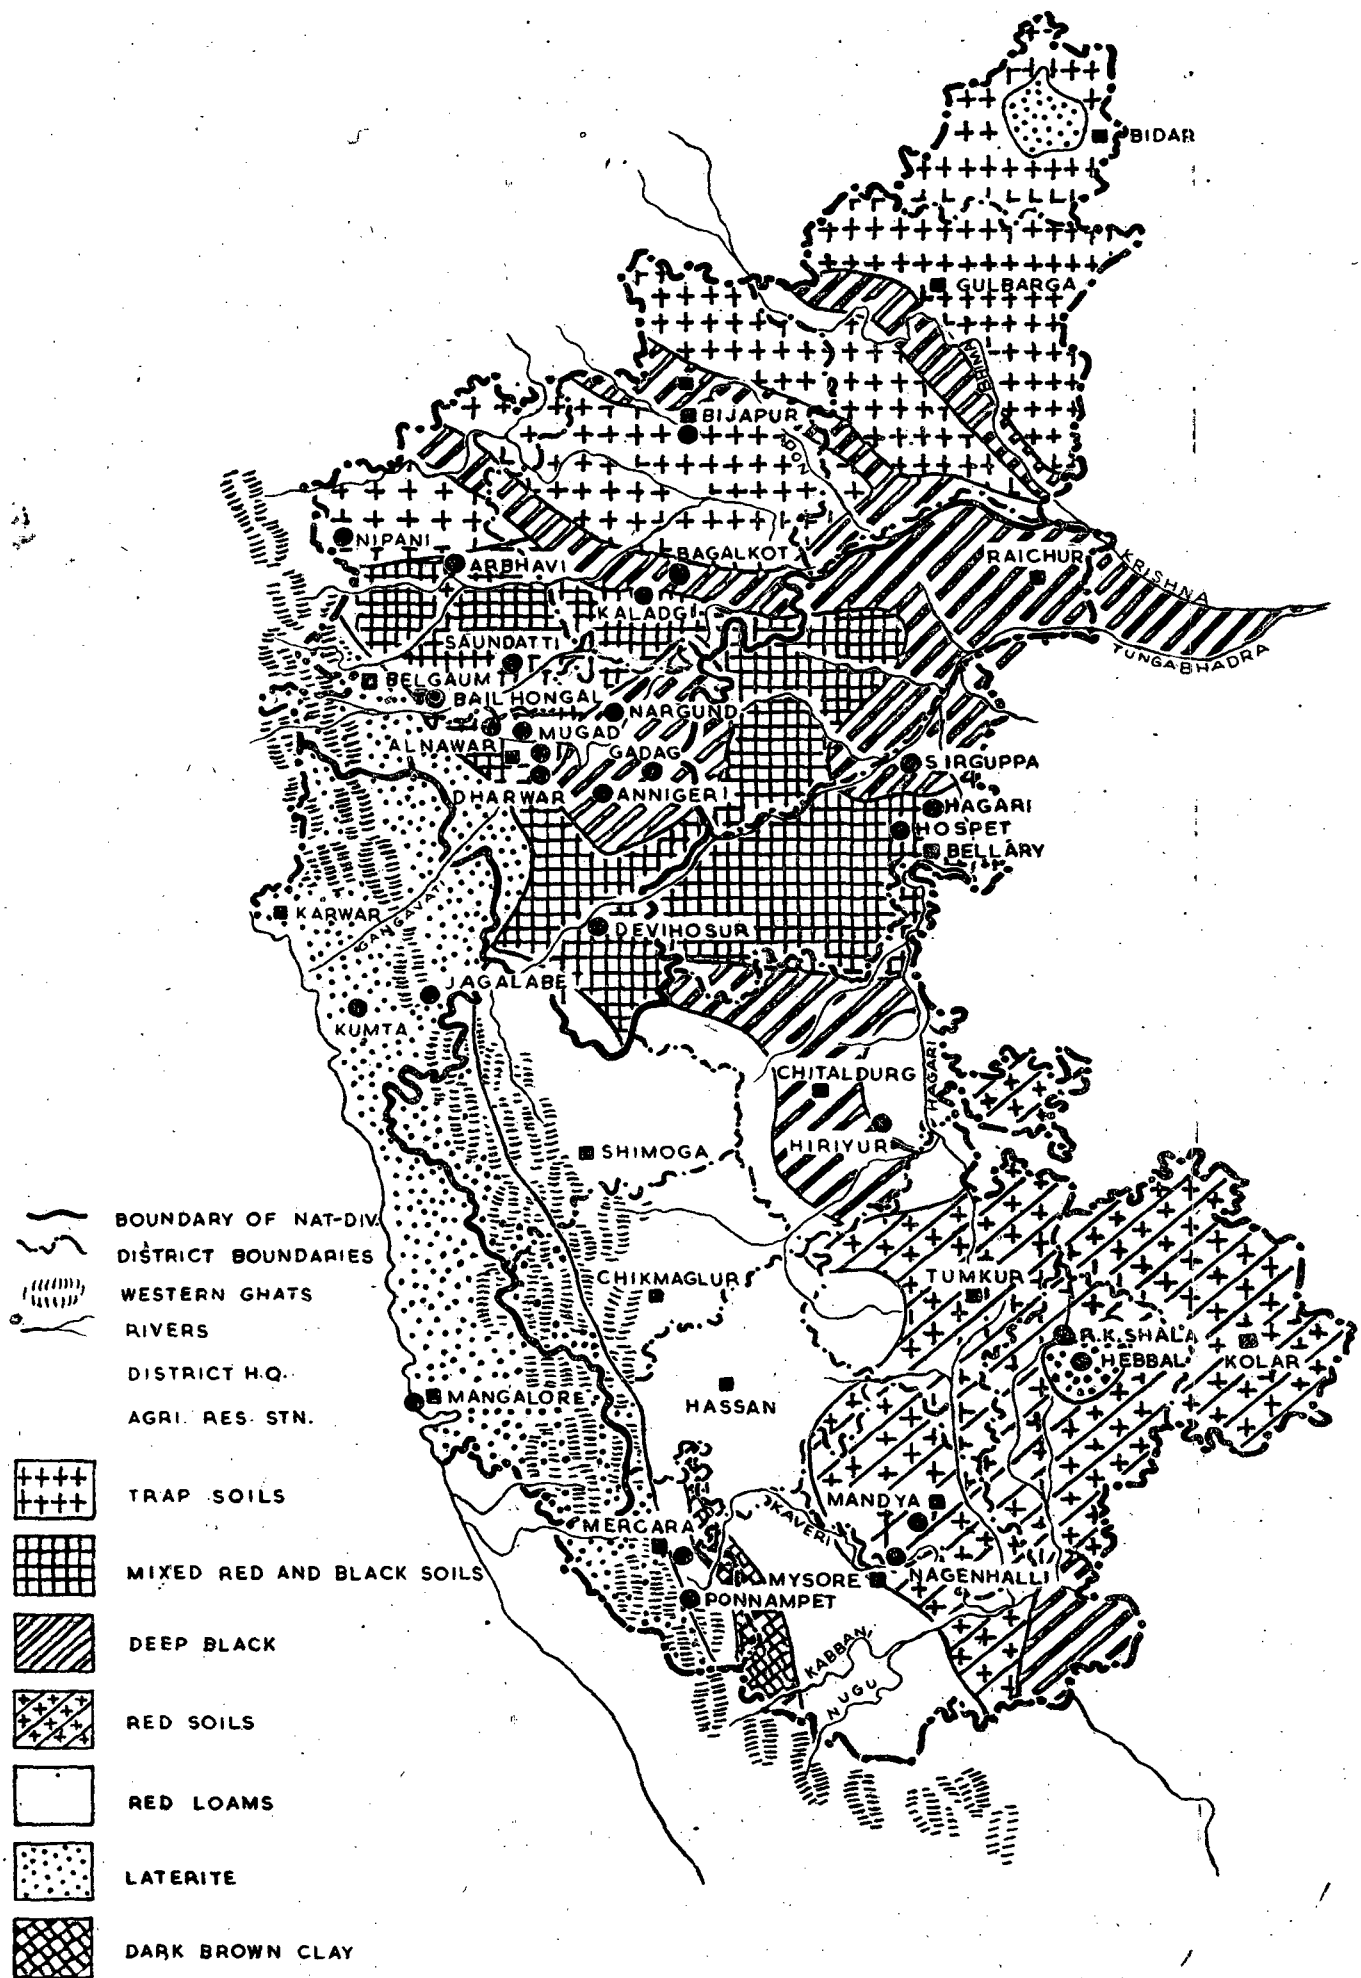 BIDAR
GULBARGA
BHIMA
BIJAPUR
DON
NIPANI
ARBHAVI
BAGALKOT
RAICHUR
KRISHNA
KALADGI
TUNGABHADRA
SAUNDATTI
BELGAUM
BAIL HONGAL
NARGUND
MUGAD
ALNAWAR
GADAG
SIRGUPPA
DHARWAR
ANNIGERI
HAGARI
HOSPET
BELLARY
KARWAR
GANGAVATI
DEVIHOSUR
JAGALABE
KUMTA
CHITALDURG
HAGARI
HIRIYUR
SHIMOGA
CHIKMAGLUR
TUMKUR
R.K.SHALA
HEBBAL
KOLAR
MANGALORE
HASSAN
MANDYA
KAVERI
MERCARA
MYSORE
NAGENHALLI
PONNAMPET
KABBAN
NUGU
BOUNDARY OF NAT-DIV.
DISTRICT BOUNDARIES
WESTERN GHATS
RIVERS
DISTRICT H.Q.
AGRI. RES. STN.
TRAP SOILS
MIXED RED AND BLACK SOILS
DEEP BLACK
RED SOILS
RED LOAMS
LATERITE
DARK BROWN CLAY